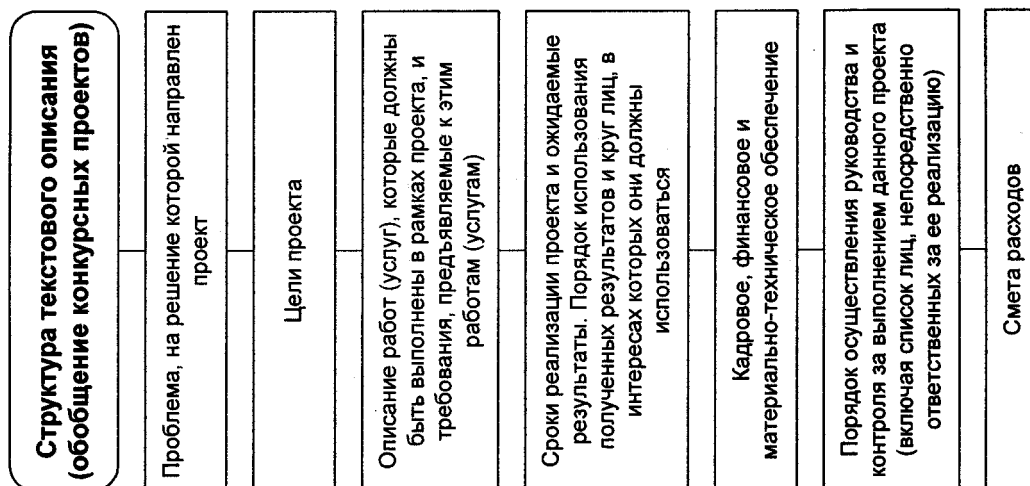 Структура текстового описания
(обобщение конкурсных проектов)
Проблема, на решение которой направлен
проект
Цели проекта
Описание работ (услуг), которые должны
быть выполнены в рамках проекта, и
требования, предъявляемые к этим
работам (услугам)
Сроки реализации проекта и ожидаемые
результаты. Порядок использования
полученных результатов и круг лиц, в
интересах которых они должны
использоваться
Кадровое, финансовое и
материально-техническое обеспечение
Порядок осуществления руководства и
контроля за выполнением данного проекта
(включая список лиц, непосредственно
ответственных за ее реализацию)
Смета расходов